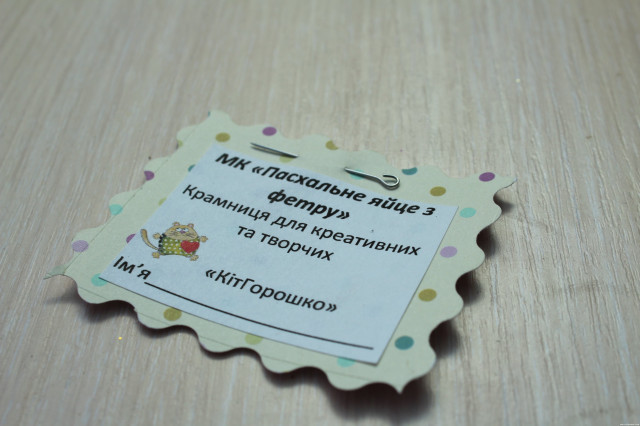 МК «Пасхальне яйце з
фетру»
Крамниця для креативних
та творчих
«КітГорошко»
Ім'я